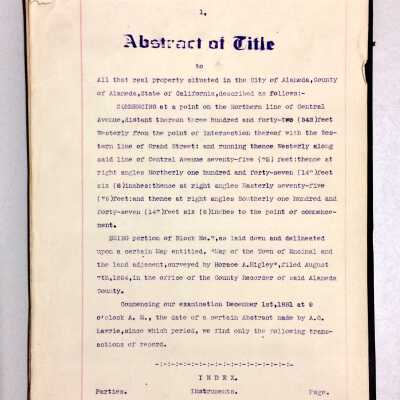 1.
Abstract of Title
to
All that real property situated in the City of Alameda, County
of Alameda, State of California, described as follows:-
COMMENCING at a point on the Northern line of Central
Avenue, distant thereon three hundred and forty-two (342) feet
Westerly from the point of intersection thereof with the Wes-
tern line of Grand Street: and running thence Westerly along
said line of Central Avenue seventy-five (75) feet: thence at
right angles Northerly one hundred and forty-seven (147) feet
six (6) inches: thence at right angles Easterly seventy-five
(75) feet: and thence at right angles Southerly one hundred and
forty-seven (147) feet six (6) inches to the point of commence-
ment.
BEING portion of Block No. as laid down and delineated
upon a certain Map entitled, "Map of the Town of Encinal and
the land adjacent, surveyed by Horace A. Higley", filed August
7th, in the office of the County Recorder of said Alameda
County.
Commencing our examination December 1st, 1881 at 9
o'clock A. M., the date of a certain Abstract made by A.G.
Lawrie, since which period, we find only the following trans-
actions of record.
-:-:-:-:-:-:-:-:-:-:-:-:-:-:-:-
INDEX.
Parties. Instruments. Page.